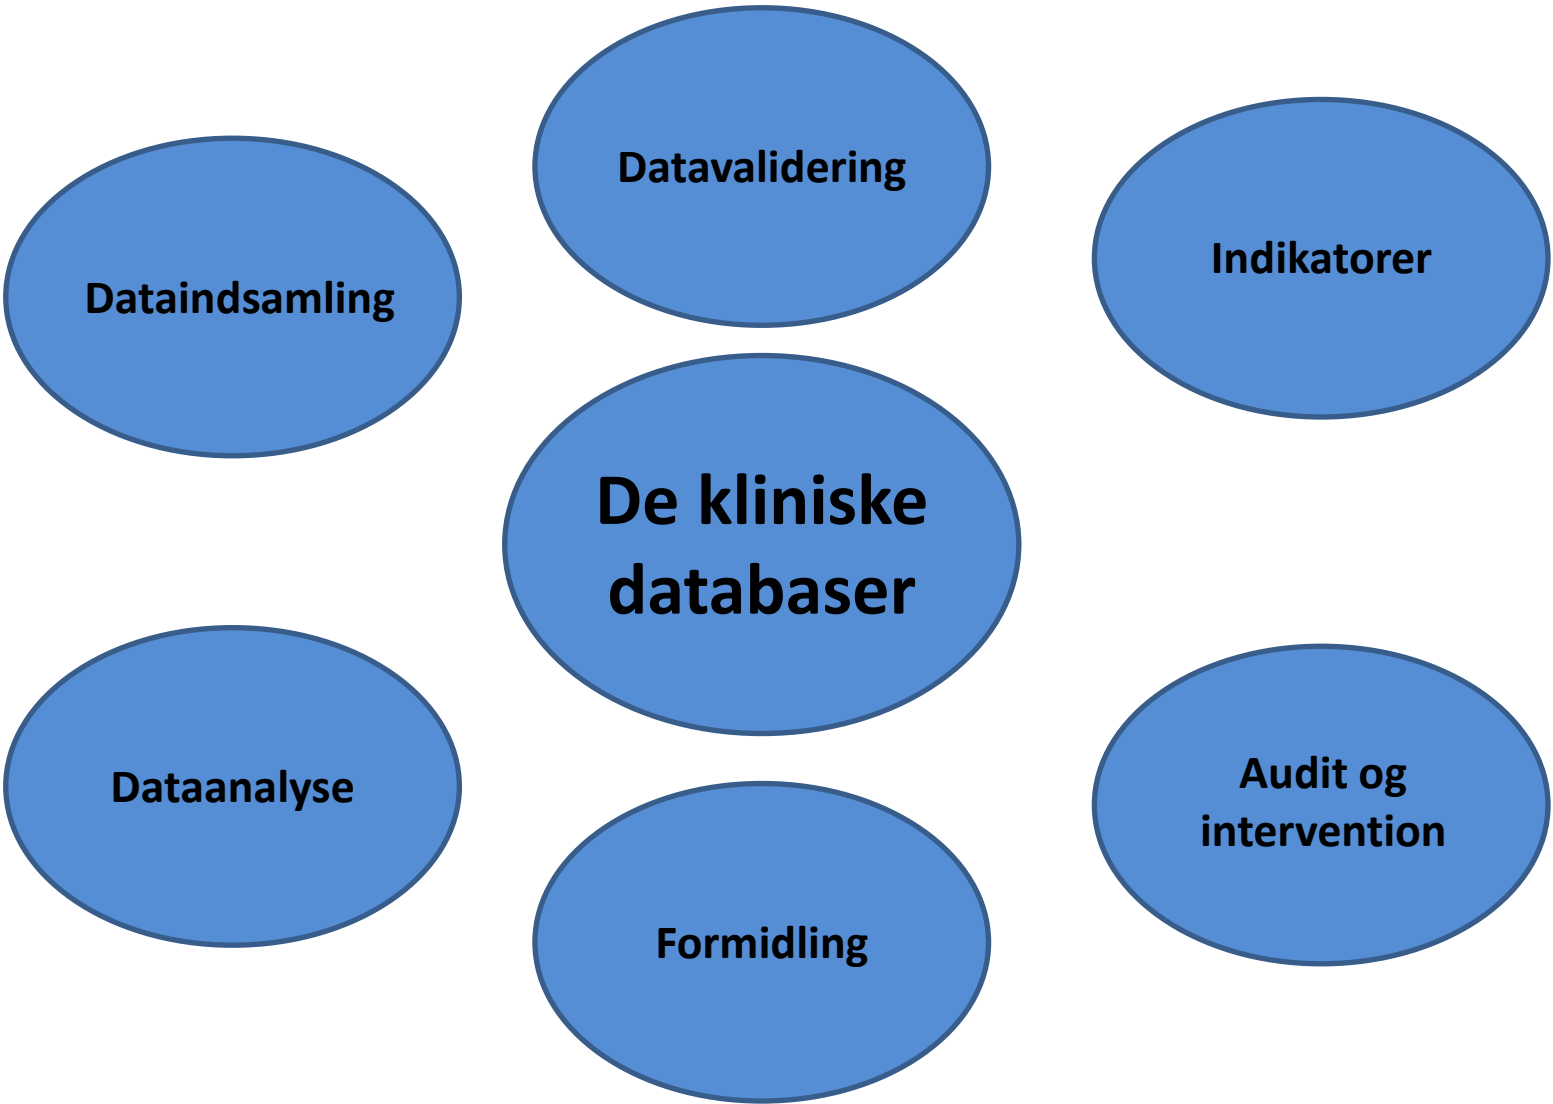 Datavalidering
Indikatorer
Dataindsamling
De kliniske
databaser
Dataanalyse
Audit og
intervention
Formidling